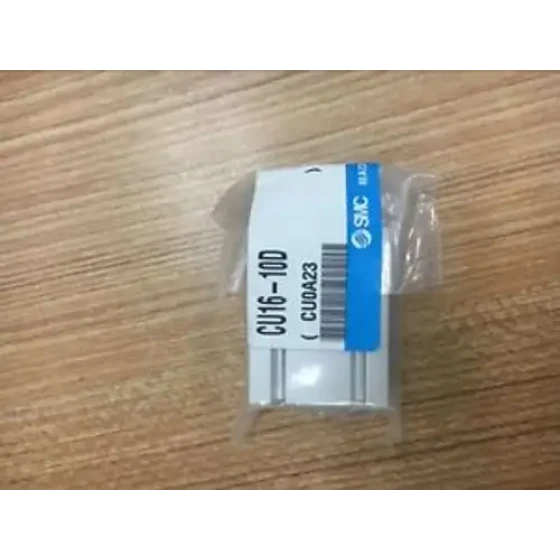 SMC
CU16-10D
( CU0A23 )